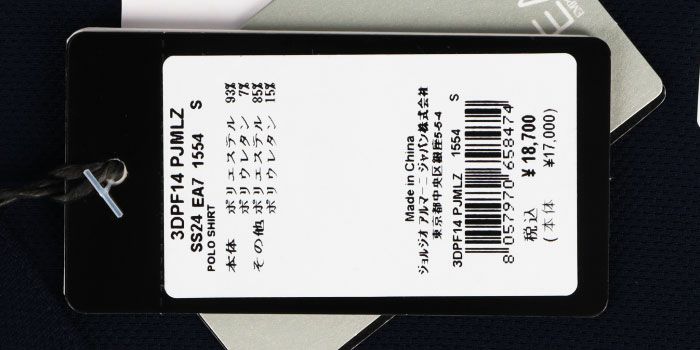 3DPF14 PJMLZ
SS24 EA7 1554 S
POLO SHIRT
本体 ポリエステル 93%
ポリウレタン 7%
その他 ポリエステル 85%
ポリウレタン 15%
Made in China
ジョルジオ アルマーニ ジャパン株式会社
東京都中央区銀座5-5-4
3DPF14 PJMLZ 1554 S
8 057970 658474
税込 ¥18,700
(本体 ¥17,000)